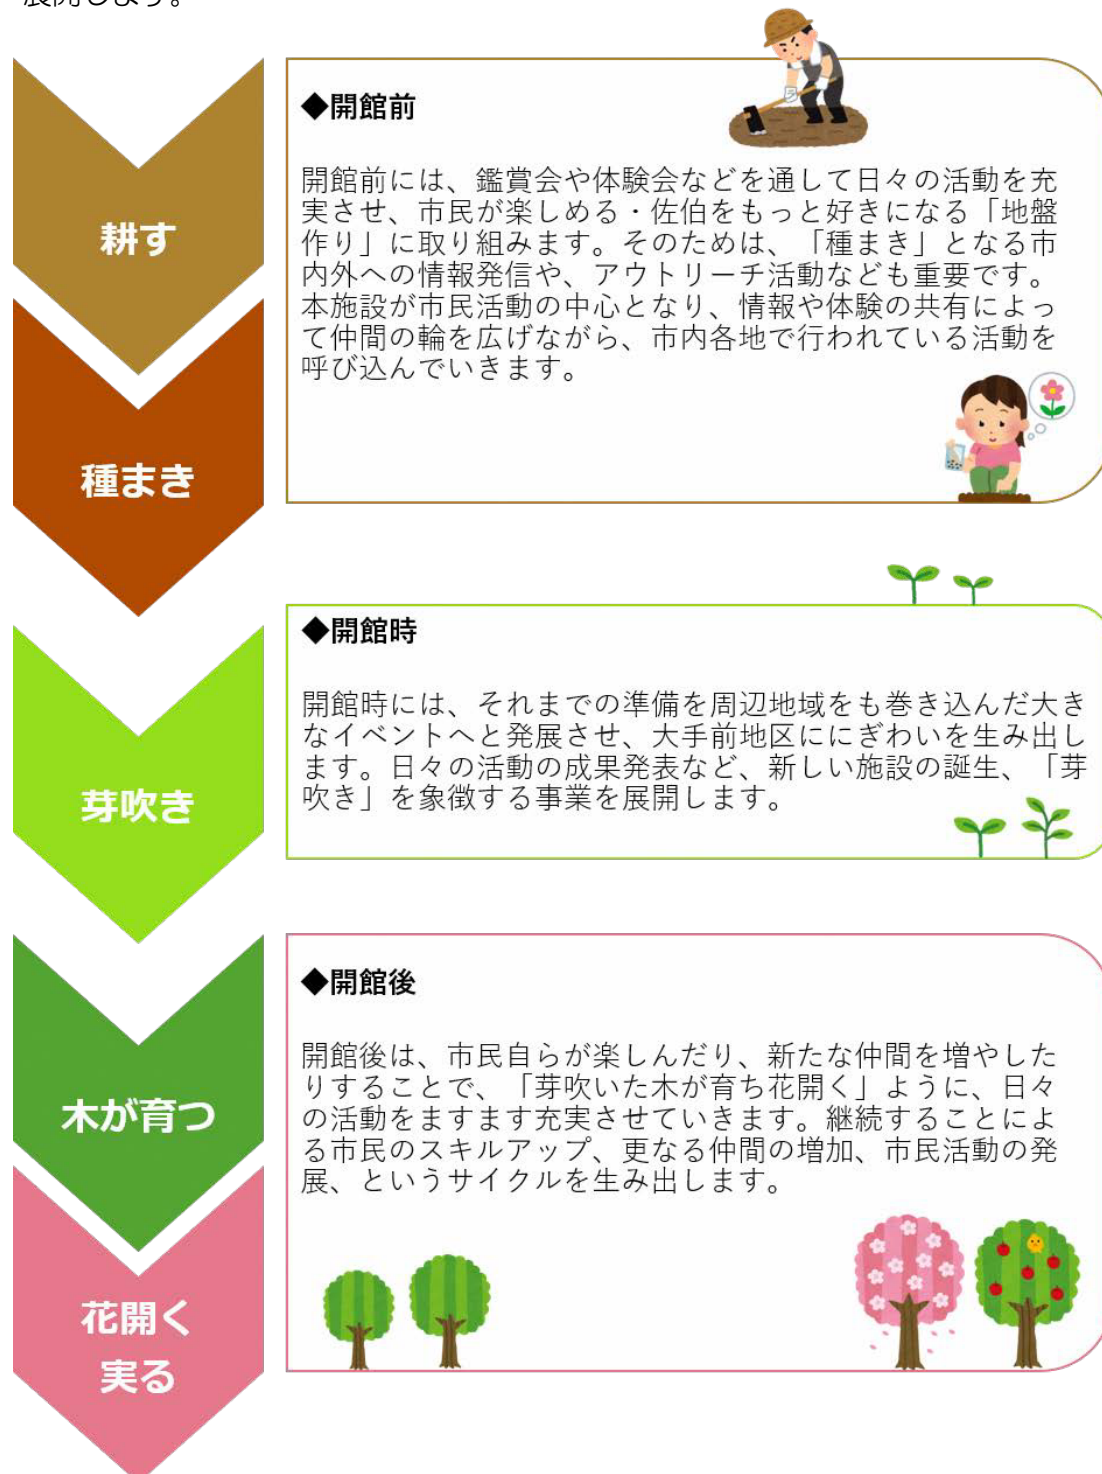 展開します。
耕す
種まき
◆開館前
開館前には、鑑賞会や体験会などを通して日々の活動を充
実させ、市民が楽しめる・佐伯をもっと好きになる「地盤
作り」に取り組みます。そのためは、「種まき」となる市
内外への情報発信や、アウトリーチ活動なども重要です。
本施設が市民活動の中心となり、情報や体験の共有によっ
て仲間の輪を広げながら、市内各地で行われている活動を
呼び込んでいきます。
芽吹き
◆開館時
開館時には、それまでの準備を周辺地域をも巻き込んだ大き
なイベントへと発展させ、大手前地区ににぎわいを生み出し
ます。日々の活動の成果発表など、新しい施設の誕生、「芽
吹き」を象徴する事業を展開します。
木が育つ
花開く
実る
◆開館後
開館後は、市民自らが楽しんだり、新たな仲間を増やした
りすることで、「芽吹いた木が育ち花開く」ように、日々
の活動をますます充実させていきます。継続することによ
る市民のスキルアップ、更なる仲間の増加、市民活動の発
展、というサイクルを生み出します。